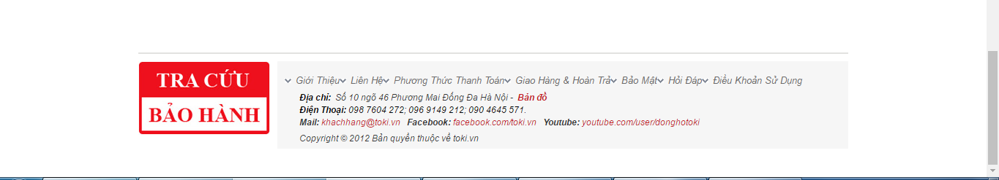 TRA CỨU
BẢO HÀNH
Giới Thiệu Liên Hệ Phương Thức Thanh Toán Giao Hàng & Hoàn Trả Bảo Mật Hỏi Đáp Điều Khoản Sử Dụng
Địa chỉ: Số 10 ngõ 46 Phương Mai Đống Đa Hà Nội - Bản đồ
Điện Thoại: 098 7604 272; 096 9149 212; 090 4645 571.
Mail: khachhang@toki.vn Facebook: facebook.com/toki.vn Youtube: youtube.com/user/donghotoki
Copyright © 2012 Bản quyền thuộc về toki.vn